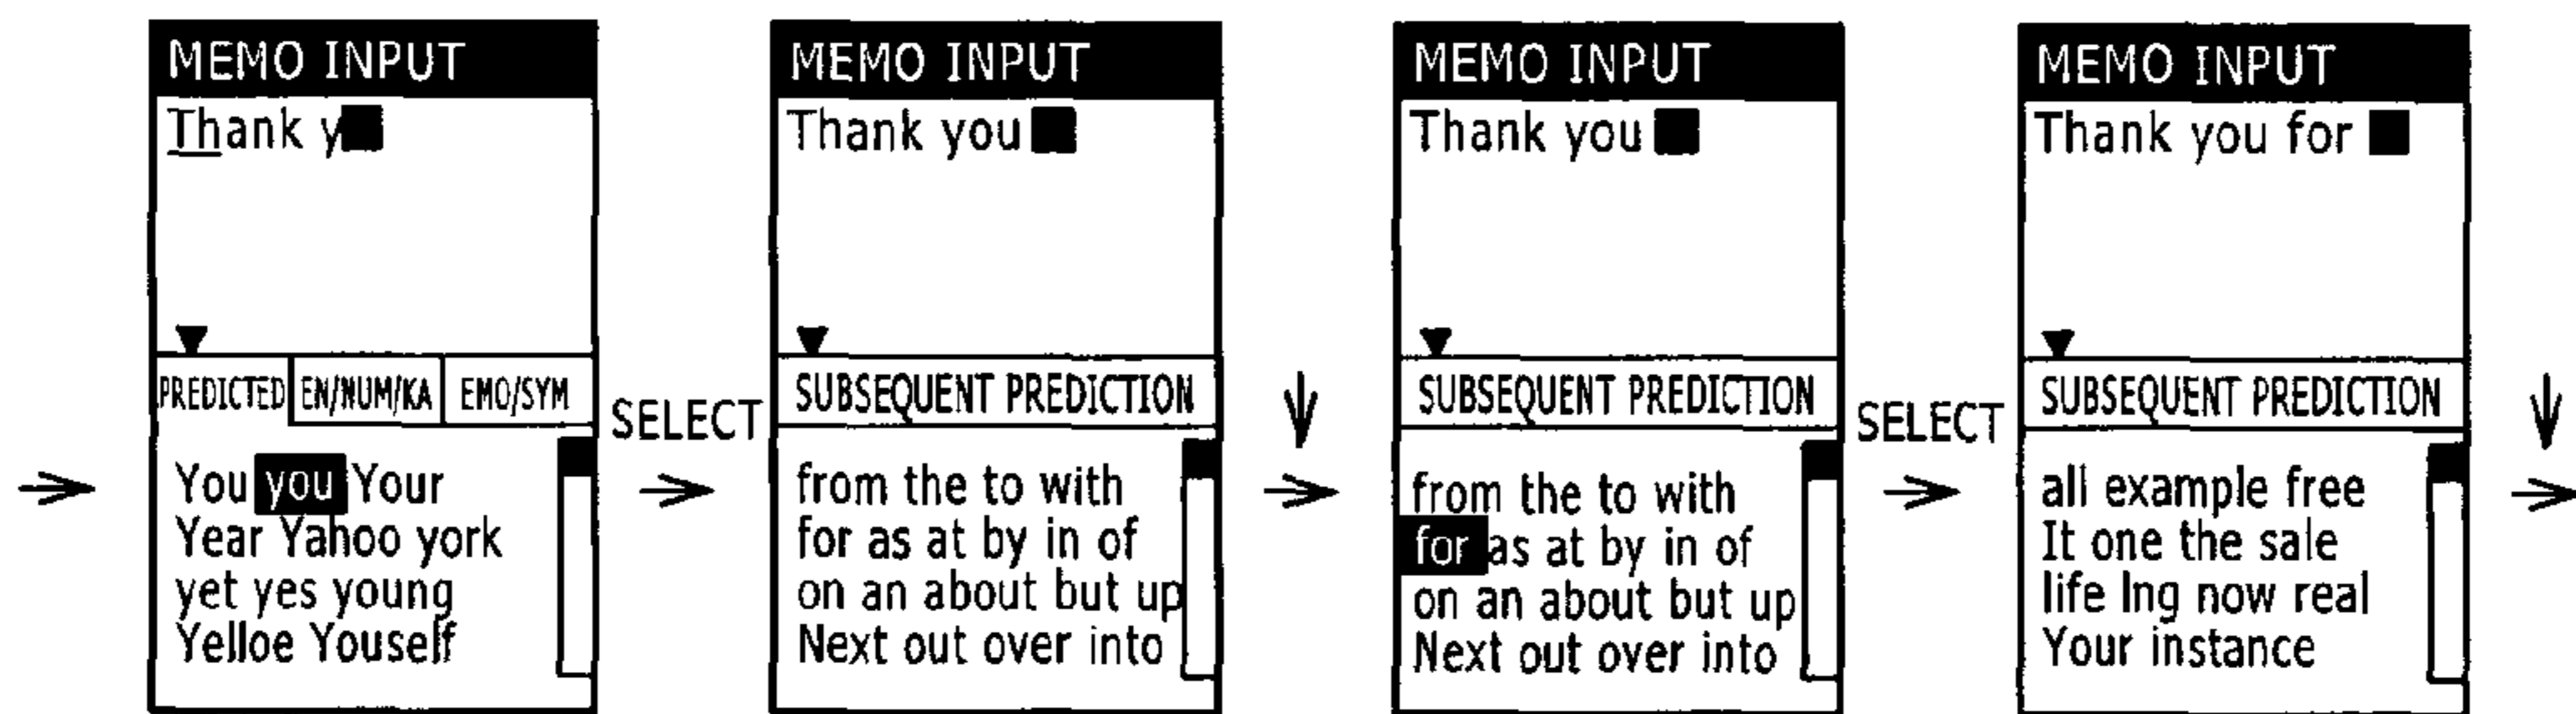 MEMO INPUT
Thank y
PREDICTED EN/NUM/KA EMO/SYM
You you Your
Year Yahoo york
yet yes young
Yelloe Youself
SELECT
MEMO INPUT
Thank you
SUBSEQUENT PREDICTION
from the to with
for as at by in of
on an about but up
Next out over into
MEMO INPUT
Thank you
SUBSEQUENT PREDICTION
from the to with
for as at by in of
on an about but up
Next out over into
SELECT
MEMO INPUT
Thank you for
SUBSEQUENT PREDICTION
all example free
It one the sale
life lng now real
Your instance